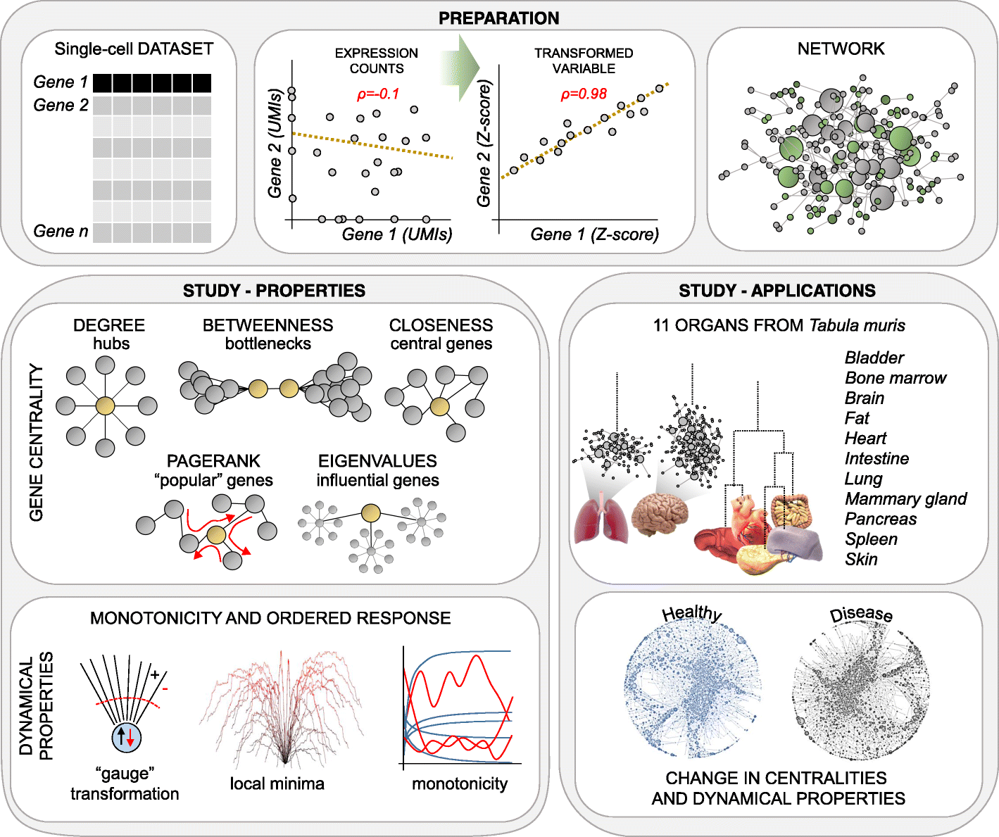 PREPARATION
Single-cell DATASET
Gene 1
Gene 2
Gene n
EXPRESSION
COUNTS
ρ=-0.1
Gene 2 (UMIs)
Gene 1 (UMIs)
TRANSFORMED
VARIABLE
ρ=0.98
Gene 2 (Z-score)
Gene 1 (Z-score)
NETWORK
STUDY - PROPERTIES
GENE CENTRALITY
DEGREE
hubs
BETWEENNESS
bottlenecks
CLOSENESS
central genes
PAGERANK
“popular” genes
EIGENVALUES
influential genes
DYNAMICAL
PROPERTIES
MONOTONICITY AND ORDERED RESPONSE
+
-
“gauge”
transformation
local minima
monotonicity
STUDY - APPLICATIONS
11 ORGANS FROM Tabula muris
Bladder
Bone marrow
Brain
Fat
Heart
Intestine
Lung
Mammary gland
Pancreas
Spleen
Skin
Healthy
Disease
CHANGE IN CENTRALITIES
AND DYNAMICAL PROPERTIES